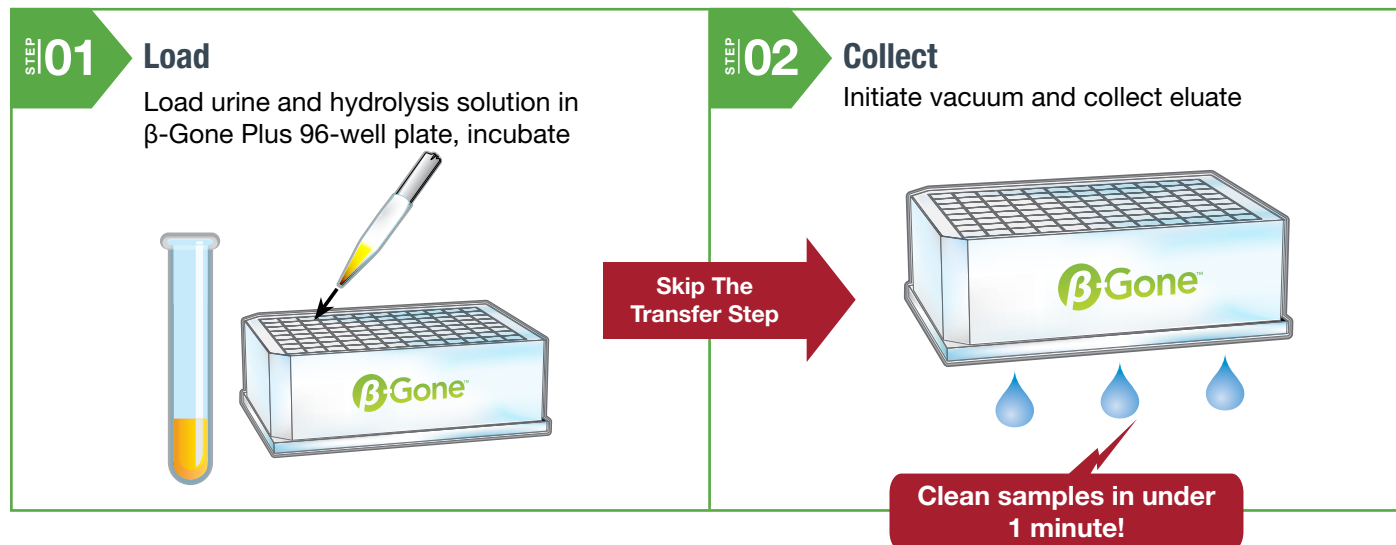 STEP 01
Load
Load urine and hydrolysis solution in
β-Gone Plus 96-well plate, incubate
β-Gone™
Skip The
Transfer Step
STEP 02
Collect
Initiate vacuum and collect eluate
β-Gone™
Clean samples in under
1 minute!